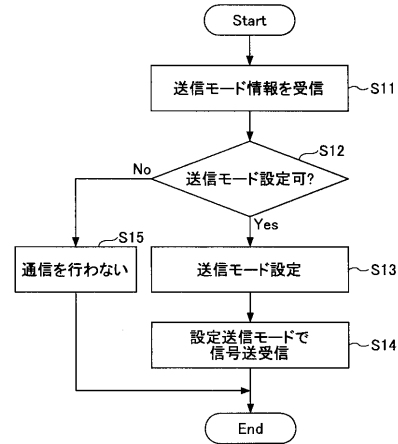 Start
送信モード情報を受信
S11
S12
送信モード設定可?
No
Yes
S15
通信を行わない
送信モード設定
S13
設定送信モードで
信号送受信
S14
End